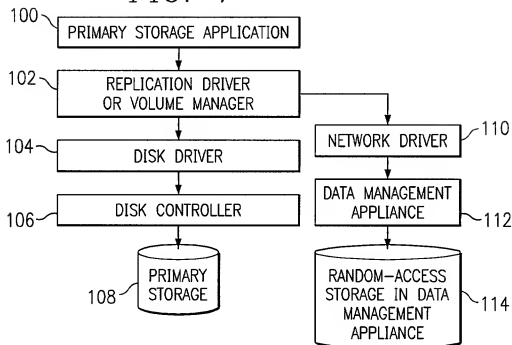 100
PRIMARY STORAGE APPLICATION
102
REPLICATION DRIVER
OR VOLUME MANAGER
104
DISK DRIVER
NETWORK DRIVER
110
106
DISK CONTROLLER
DATA MANAGEMENT
APPLIANCE
112
108
PRIMARY
STORAGE
RANDOM-ACCESS
STORAGE IN DATA
MANAGEMENT
APPLIANCE
114